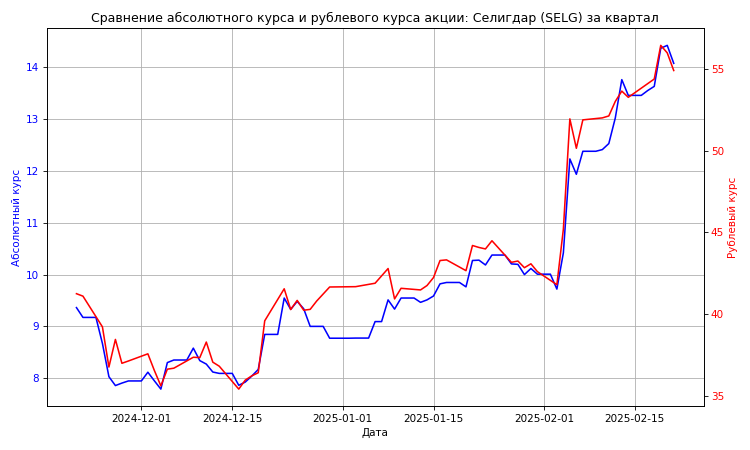 Сравнение абсолютного курса и рублевого курса акции: Селигдар (SELG) за квартал
Абсолютный курс
14
13
12
11
10
9
8
55
50
45
40
35
Рублевый курс
2024-12-01 2024-12-15 2025-01-01 2025-01-15 2025-02-01 2025-02-15
Дата